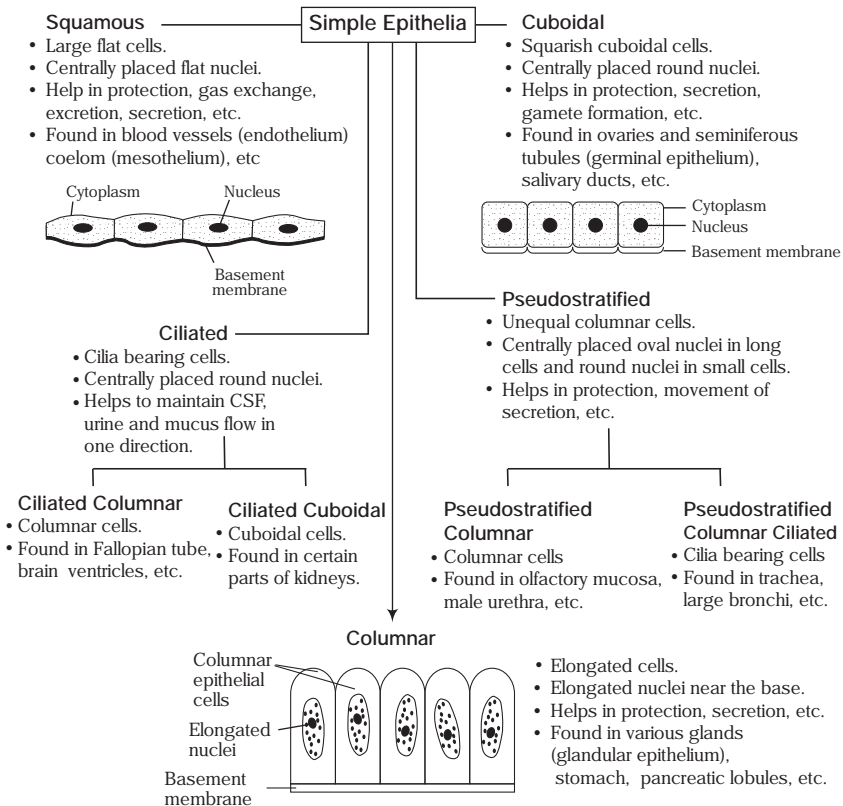 Simple Epithelia
Squamous
• Large flat cells.
• Centrally placed flat nuclei.
• Help in protection, gas exchange,
excretion, secretion, etc.
• Found in blood vessels (endothelium)
coelom (mesothelium), etc
Cytoplasm
Nucleus
Basement
membrane
Cuboidal
• Squarish cuboidal cells.
• Centrally placed round nuclei.
• Helps in protection, secretion,
gamete formation, etc.
• Found in ovaries and seminiferous
tubules (germinal epithelium),
salivary ducts, etc.
Cytoplasm
Nucleus
Basement membrane
Ciliated
• Cilia bearing cells.
• Centrally placed round nuclei.
• Helps to maintain CSF,
urine and mucus flow in
one direction.
Ciliated Columnar
• Columnar cells.
• Found in Fallopian tube,
brain ventricles, etc.
Ciliated Cuboidal
• Cuboidal cells.
• Found in certain
parts of kidneys.
Pseudostratified
• Unequal columnar cells.
• Centrally placed oval nuclei in long
cells and round nuclei in small cells.
• Helps in protection, movement of
secretion, etc.
Pseudostratified
Columnar
• Columnar cells
• Found in olfactory mucosa,
male urethra, etc.
Pseudostratified
Columnar Ciliated
• Cilia bearing cells
• Found in trachea,
large bronchi, etc.
Columnar
Columnar
epithelial
cells
Elongated
nuclei
Basement
membrane
• Elongated cells.
• Elongated nuclei near the base.
• Helps in protection, secretion, etc.
• Found in various glands
(glandular epithelium),
stomach, pancreatic lobules, etc.